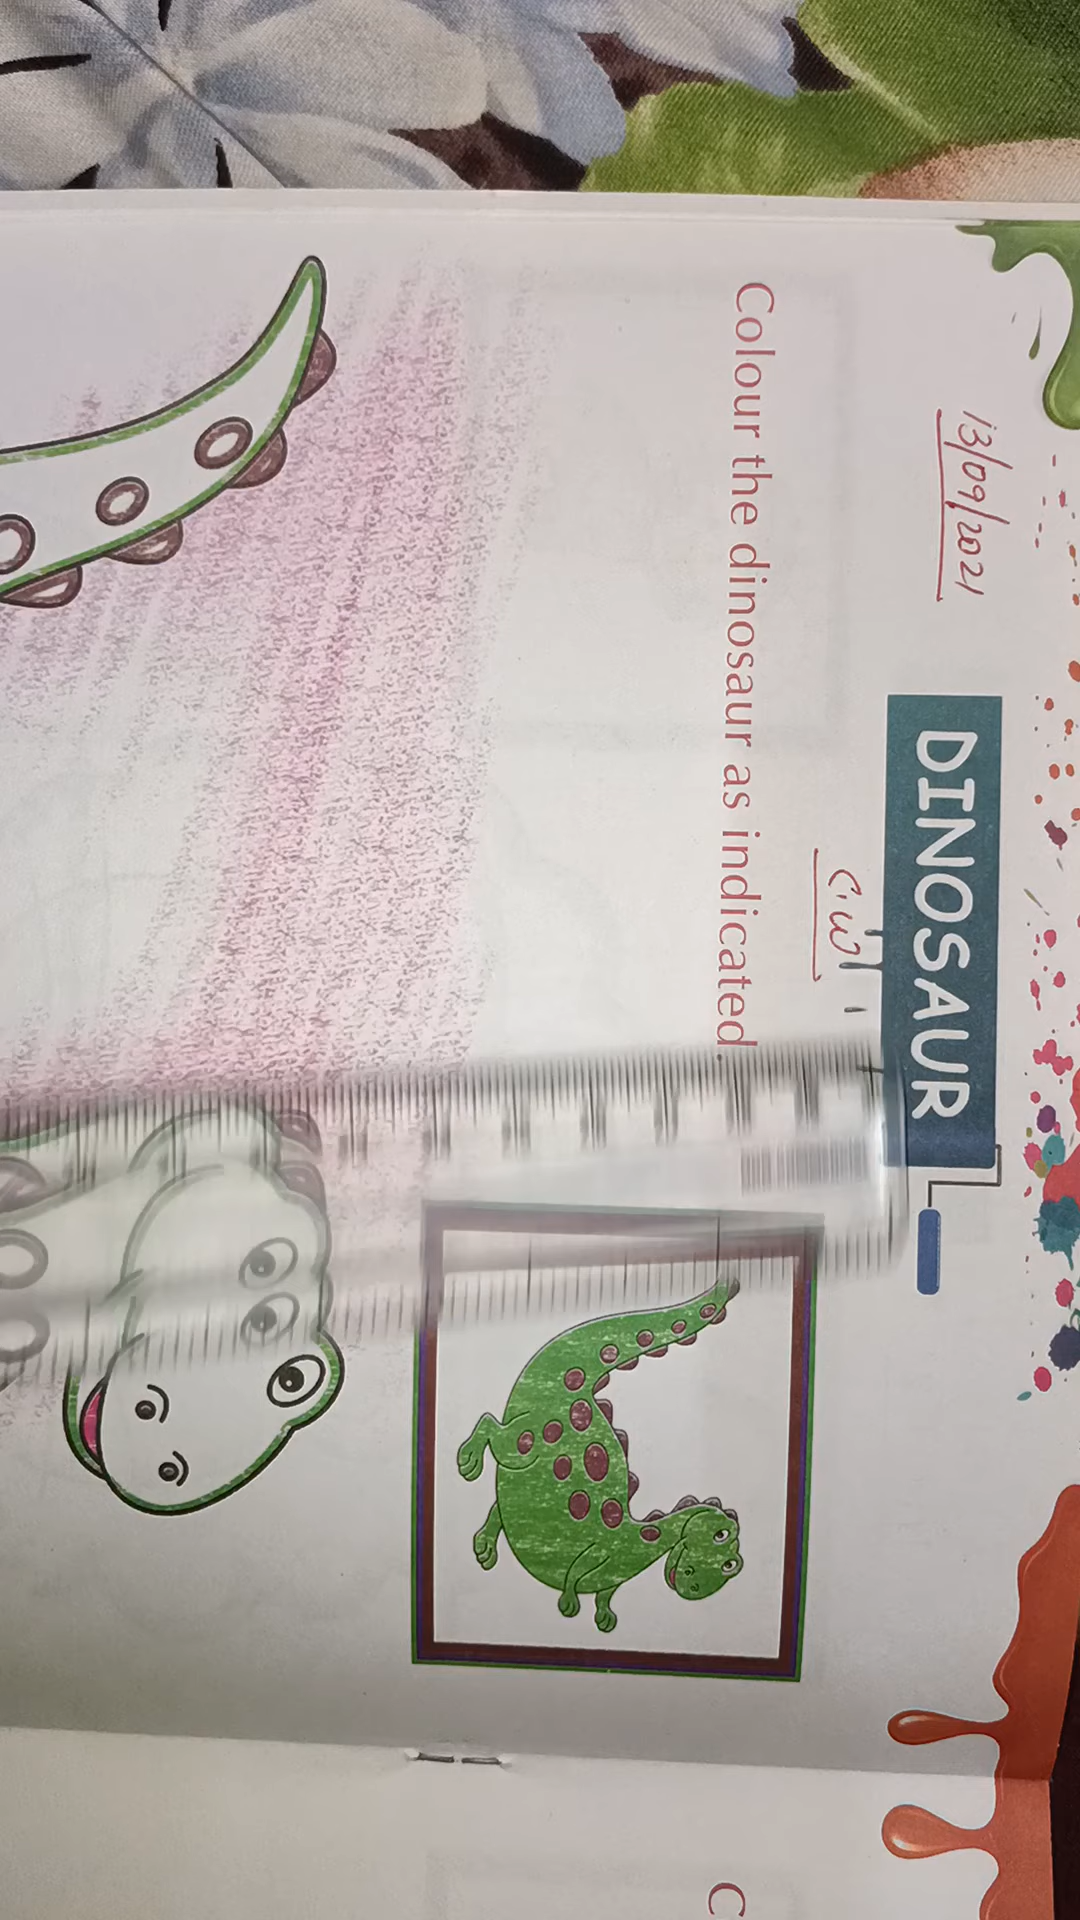 13/09/2021
DINOSAUR
C.W
Colour the dinosaur as indicated.
C